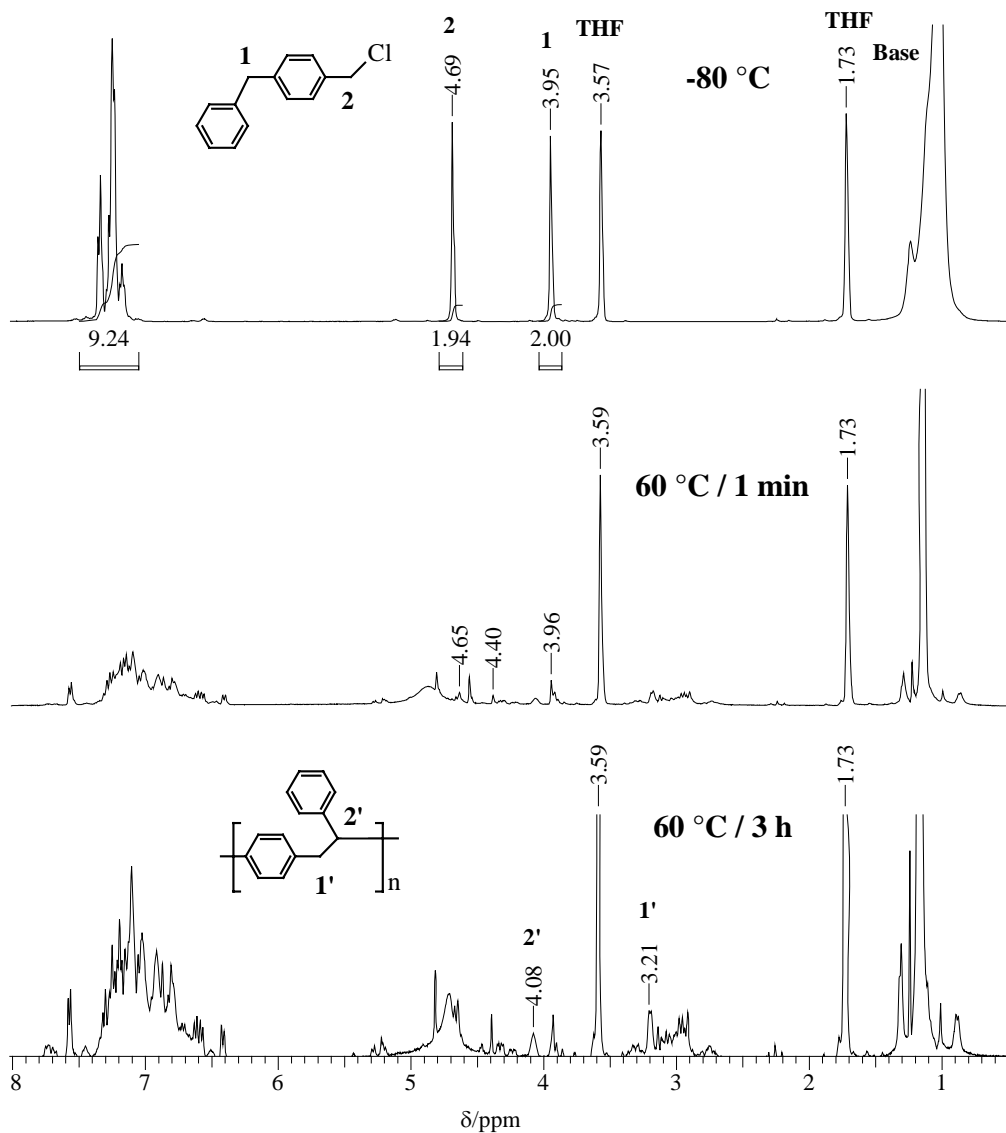 2
1
THF
THF
Base
1
Cl
2
4.69
3.95
3.57
1.73
-80 °C
9.24
1.94
2.00
3.59
1.73
60 °C / 1 min
4.65
4.40
3.96
3.59
1.73
60 °C / 3 h
2'
n
1'
2'
4.08
1'
3.21
8 7 6 5 4 3 2 1
δ/ppm